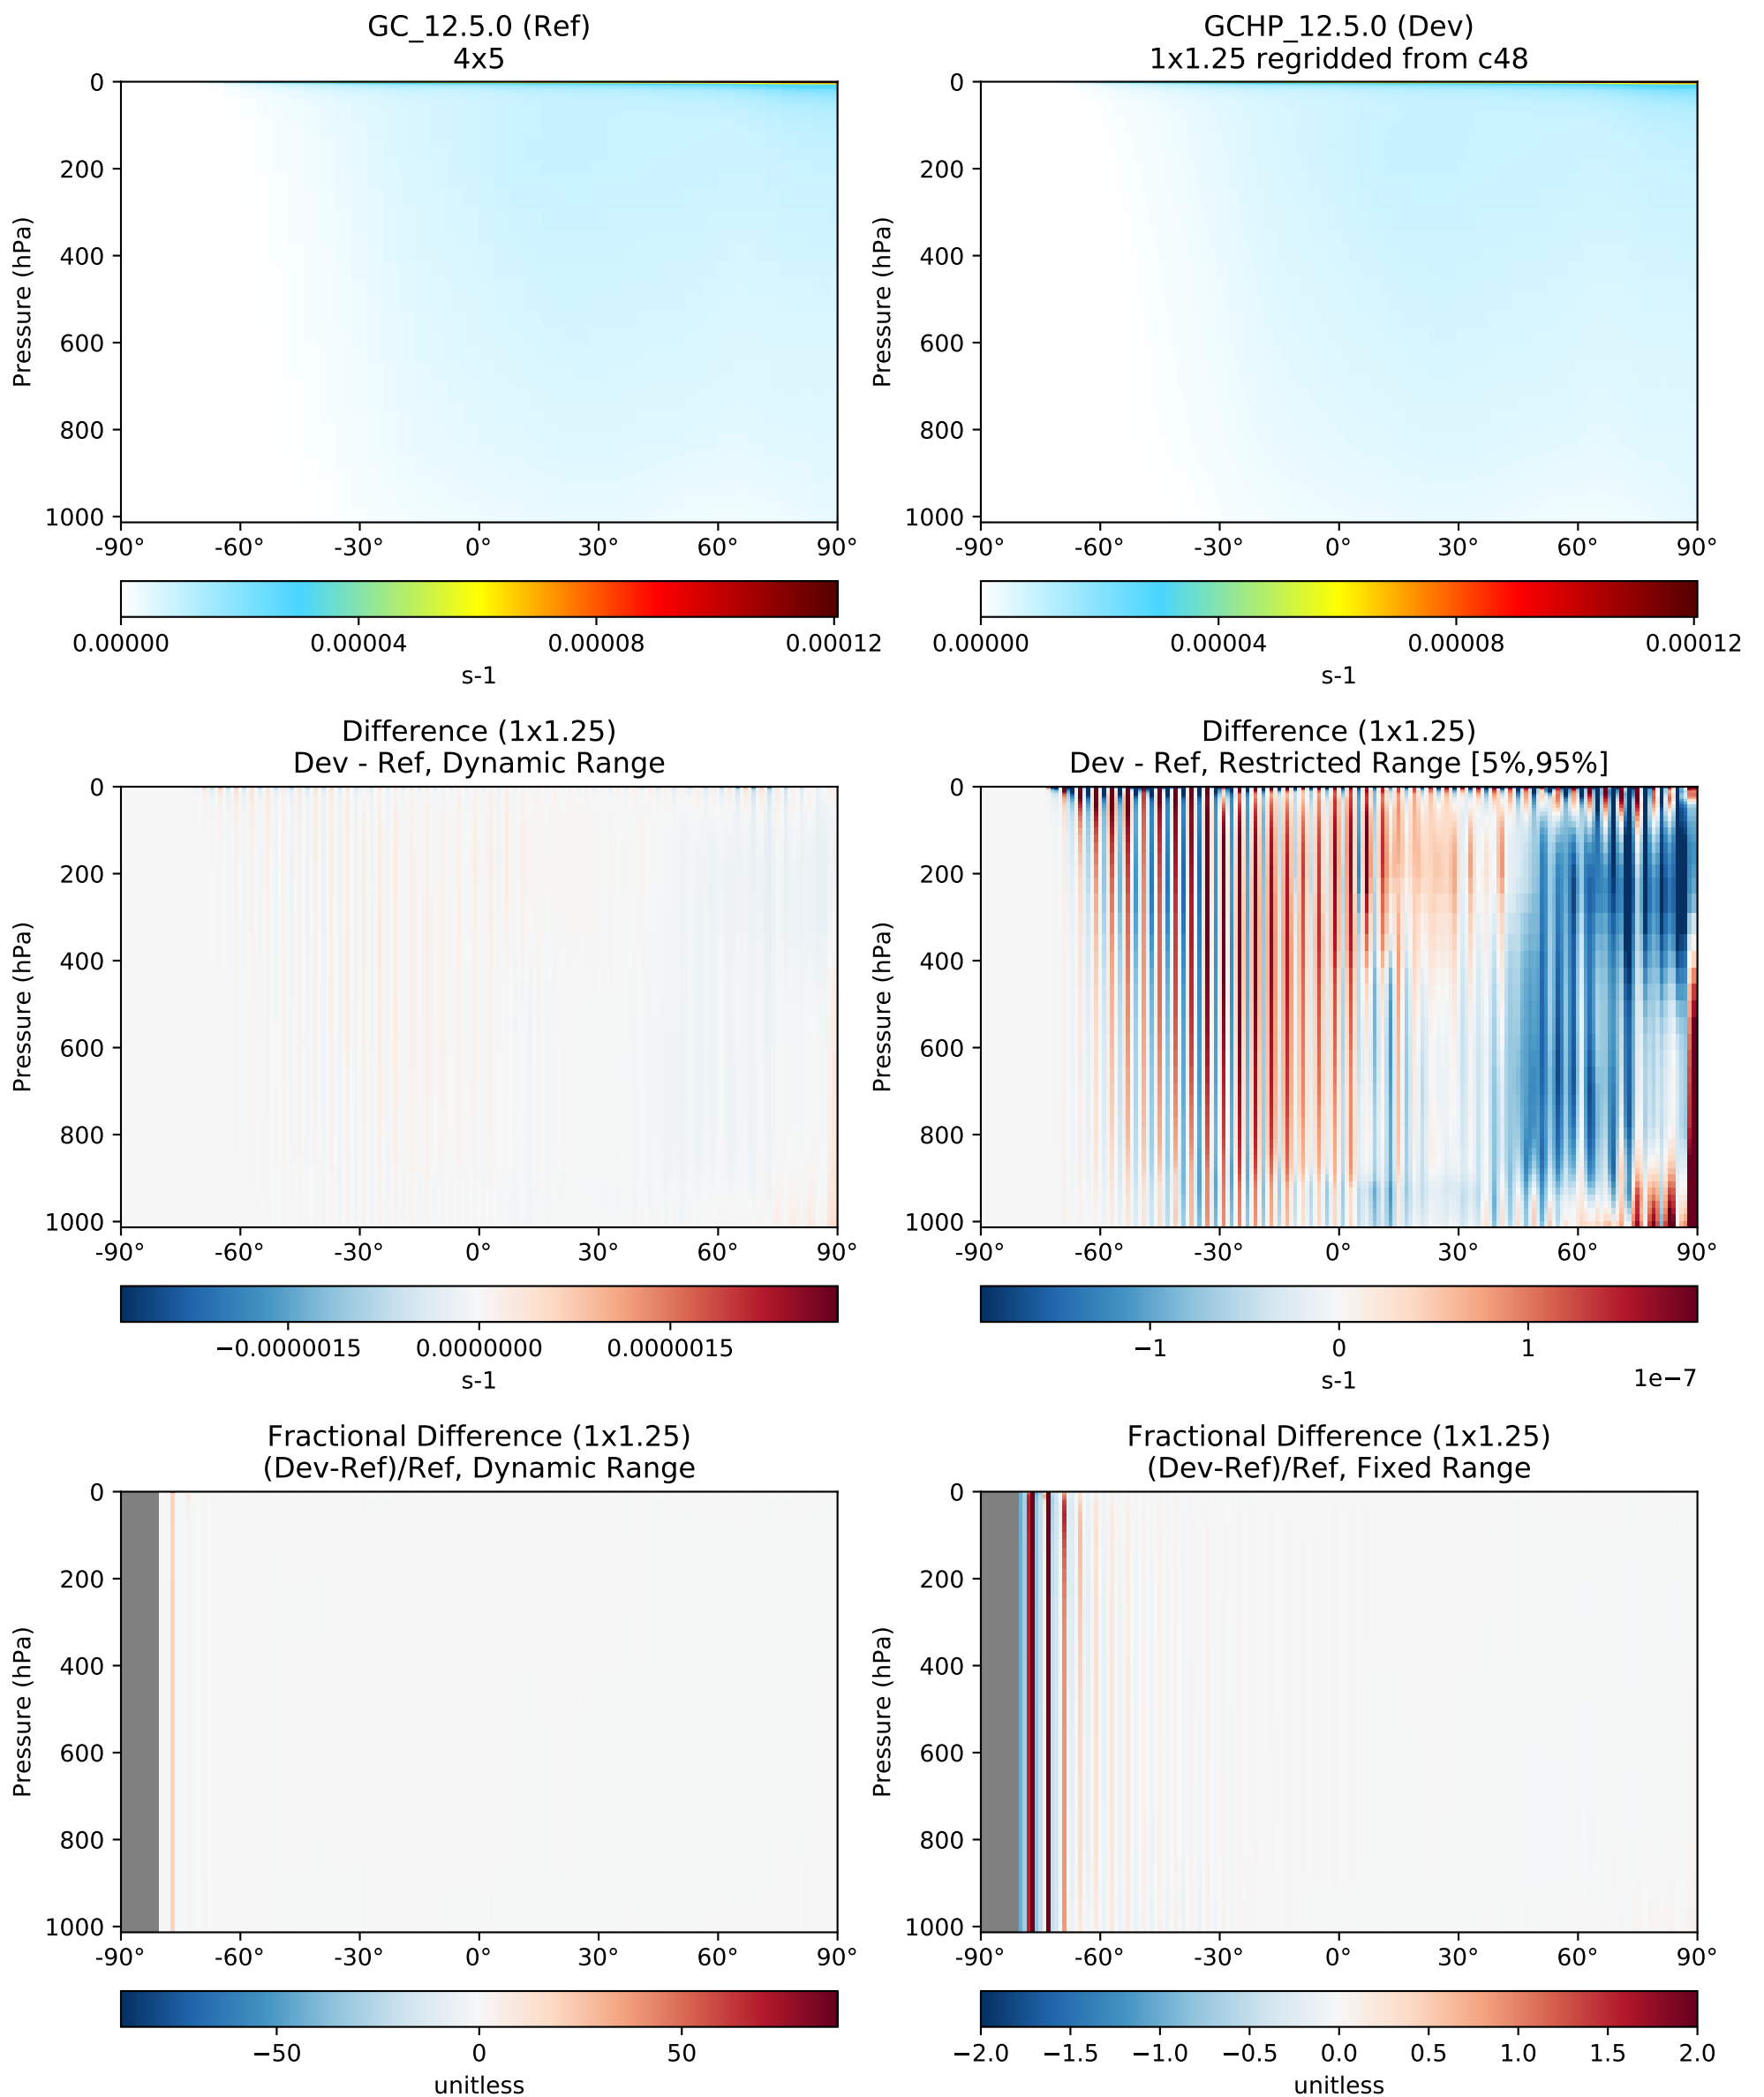 GC_12.5.0 (Ref)
4x5
0
200
400
600
800
1000
Pressure (hPa)
-90° -60° -30° 0° 30° 60° 90°
0.00000 0.00004 0.00008 0.00012
s-1
GCHP_12.5.0 (Dev)
1x1.25 regridded from c48
0
200
400
600
800
1000
Pressure (hPa)
-90° -60° -30° 0° 30° 60° 90°
0.00000 0.00004 0.00008 0.00012
s-1
Difference (1x1.25)
Dev - Ref, Dynamic Range
0
200
400
600
800
1000
Pressure (hPa)
-90° -60° -30° 0° 30° 60° 90°
−0.0000015 0.0000000 0.0000015
s-1
Difference (1x1.25)
Dev - Ref, Restricted Range [5%,95%]
0
200
400
600
800
1000
Pressure (hPa)
-90° -60° -30° 0° 30° 60° 90°
−1 0 1
s-1
1e−7
Fractional Difference (1x1.25)
(Dev-Ref)/Ref, Dynamic Range
0
200
400
600
800
1000
Pressure (hPa)
-90° -60° -30° 0° 30° 60° 90°
−50 0 50
unitless
Fractional Difference (1x1.25)
(Dev-Ref)/Ref, Fixed Range
0
200
400
600
800
1000
Pressure (hPa)
-90° -60° -30° 0° 30° 60° 90°
−2.0 −1.5 −1.0 −0.5 0.0 0.5 1.0 1.5 2.0
unitless